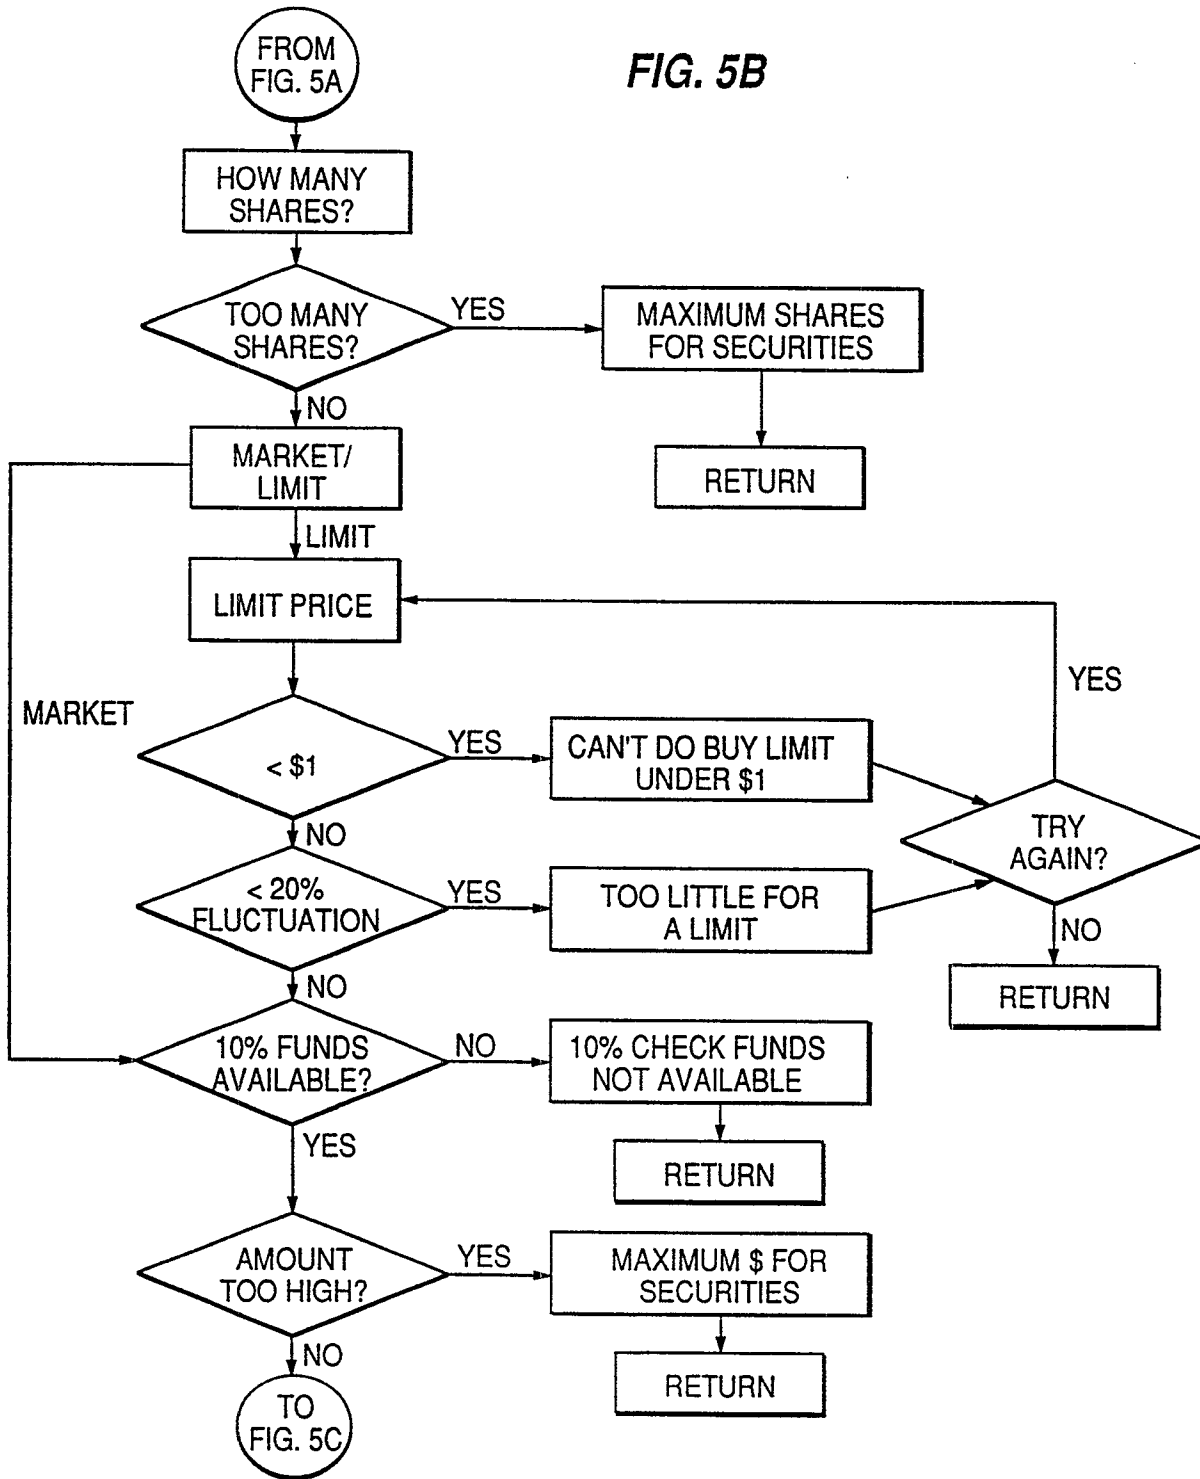 FROM
FIG. 5A
FIG. 5B
HOW MANY
SHARES?
TOO MANY
SHARES?
YES
MAXIMUM SHARES
FOR SECURITIES
NO
MARKET/
LIMIT
RETURN
LIMIT
LIMIT PRICE
YES
MARKET
< $1
YES
CAN'T DO BUY LIMIT
UNDER $1
TRY
AGAIN?
NO
< 20%
FLUCTUATION
YES
TOO LITTLE FOR
A LIMIT
NO
RETURN
NO
10% FUNDS
AVAILABLE?
NO
10% CHECK FUNDS
NOT AVAILABLE
YES
RETURN
AMOUNT
TOO HIGH?
YES
MAXIMUM $ FOR
SECURITIES
NO
RETURN
TO
FIG. 5C